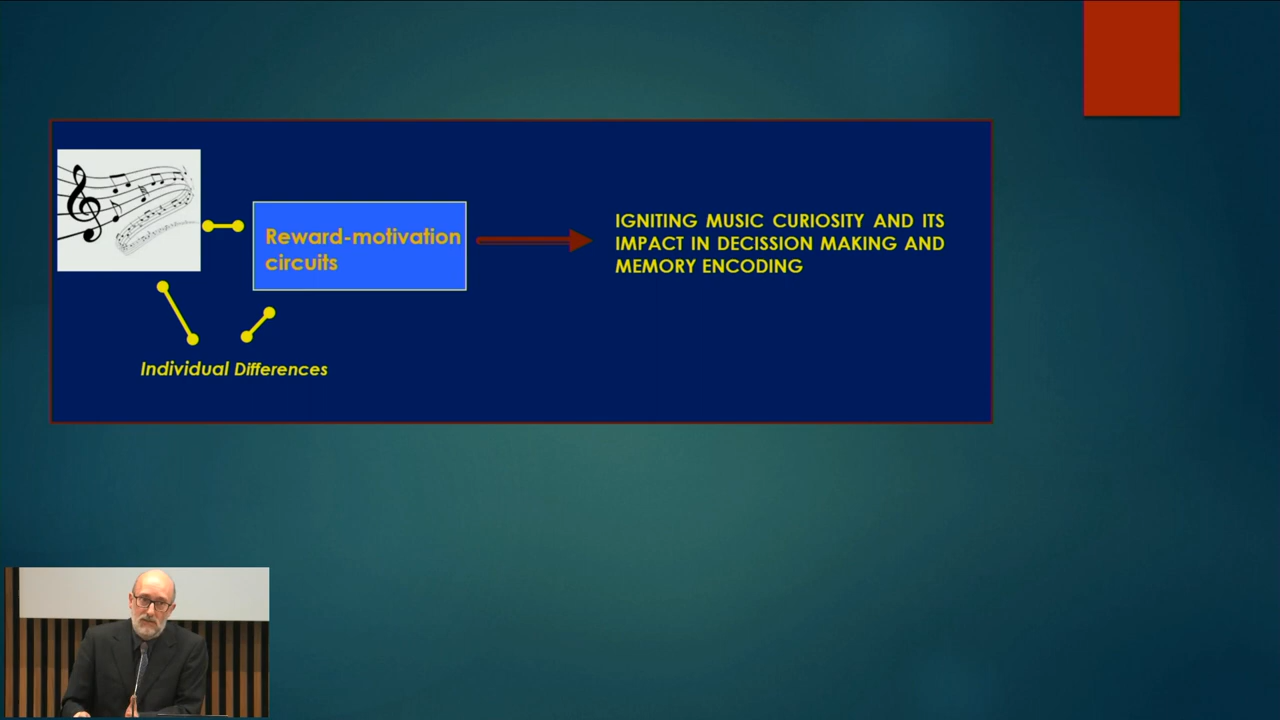 Reward-motivation
circuits
IGNITING MUSIC CURIOSITY AND ITS
IMPACT IN DECISSION MAKING AND
MEMORY ENCODING
Individual Differences